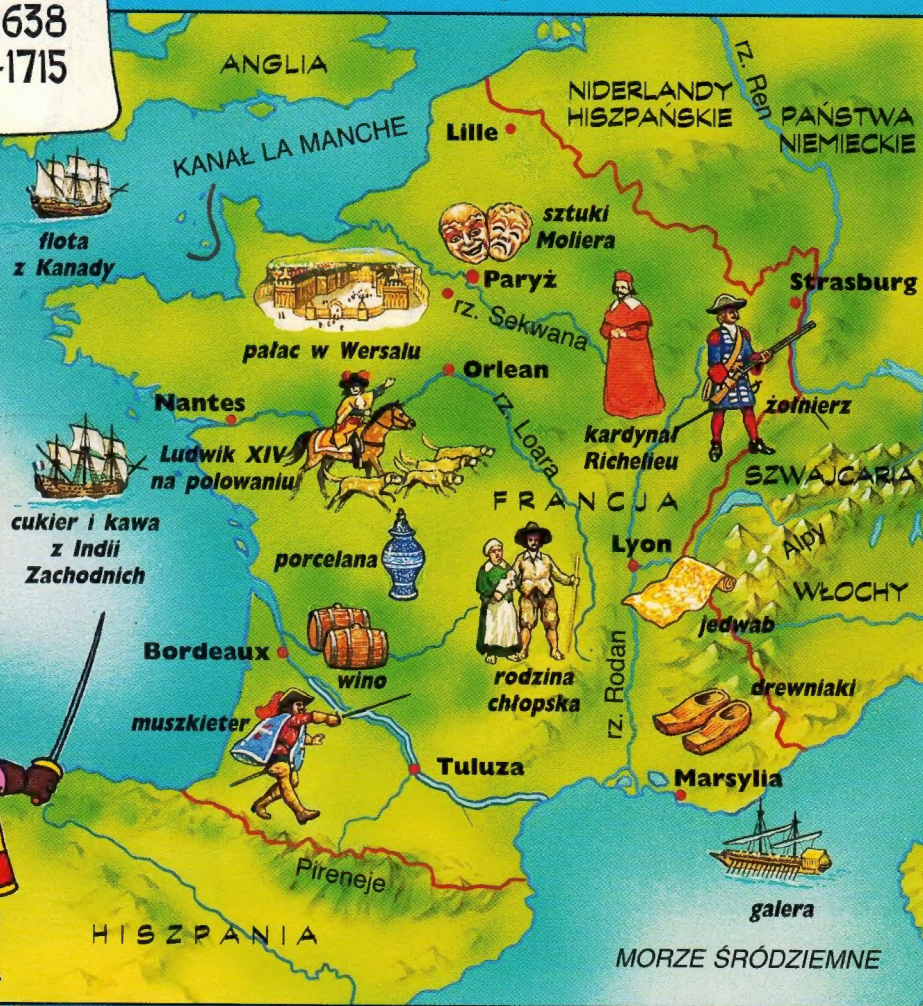 638
-1715
ANGLIA
KANAŁ LA MANCHE
NIDERLANDY
HISZPAŃSKIE
rz. Ren
PAŃSTWA
NIEMIECKIE
Lille
flota
z Kanady
sztuki
Moliera
Paryż
rz. Sekwana
Strasburg
pałac w Wersalu
Orlean
Nantes
rz. Loara
żołnierz
kardynał
Richelieu
Ludwik XIV
na polowaniu
SZWAJCARIA
FRANCJA
cukier i kawa
z Indii
Zachodnich
porcelana
Lyon
Alpy
WŁOCHY
jedwab
Bordeaux
wino
rodzina
chłopska
rz. Rodan
drewniaki
muszkieter
Tuluza
Marsylia
Pireneje
galera
HISZPANIA
MORZE ŚRÓDZIEMNE